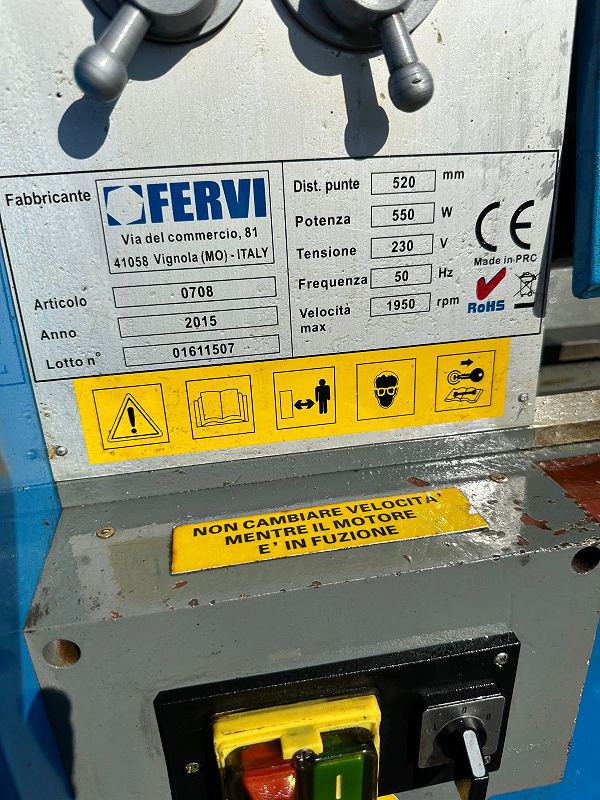 Fabbricante
FERVI
Via del commercio, 81
41058 Vignola (MO) - ITALY
Articolo 0708
Anno 2015
Lotto n° 01611507
Dist. punte 520 mm
Potenza 550 W
Tensione 230 V
Frequenza 50 Hz
Velocità max 1950 rpm
CE
Made in PRC
RoHS
NON CAMBIARE VELOCITA'
MENTRE IL MOTORE
E' IN FUZIONE
I